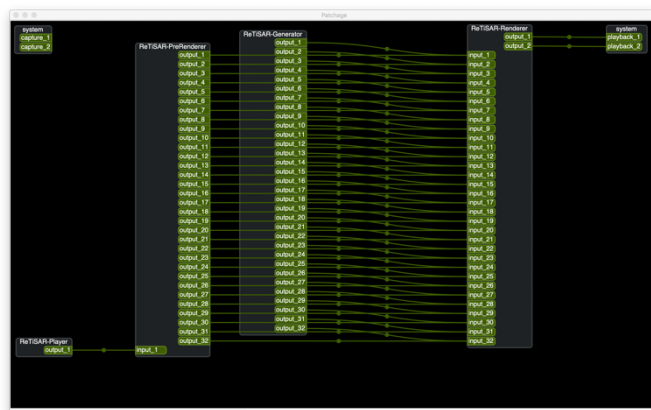 Patchage
system
capture_1
capture_2
ReTiSAR-PreRenderer
output_1
output_2
output_3
output_4
output_5
output_6
output_7
output_8
output_9
output_10
output_11
output_12
output_13
output_14
output_15
output_16
output_17
output_18
output_19
output_20
output_21
output_22
output_23
output_24
output_25
output_26
output_27
output_28
output_29
output_30
output_31
output_32
input_1
ReTiSAR-Player
output_1
ReTiSAR-Generator
output_1
output_2
output_3
output_4
output_5
output_6
output_7
output_8
output_9
output_10
output_11
output_12
output_13
output_14
output_15
output_16
output_17
output_18
output_19
output_20
output_21
output_22
output_23
output_24
output_25
output_26
output_27
output_28
output_29
output_30
output_31
output_32
ReTiSAR-Renderer
output_1
output_2
input_1
input_2
input_3
input_4
input_5
input_6
input_7
input_8
input_9
input_10
input_11
input_12
input_13
input_14
input_15
input_16
input_17
input_18
input_19
input_20
input_21
input_22
input_23
input_24
input_25
input_26
input_27
input_28
input_29
input_30
input_31
input_32
system
playback_1
playback_2